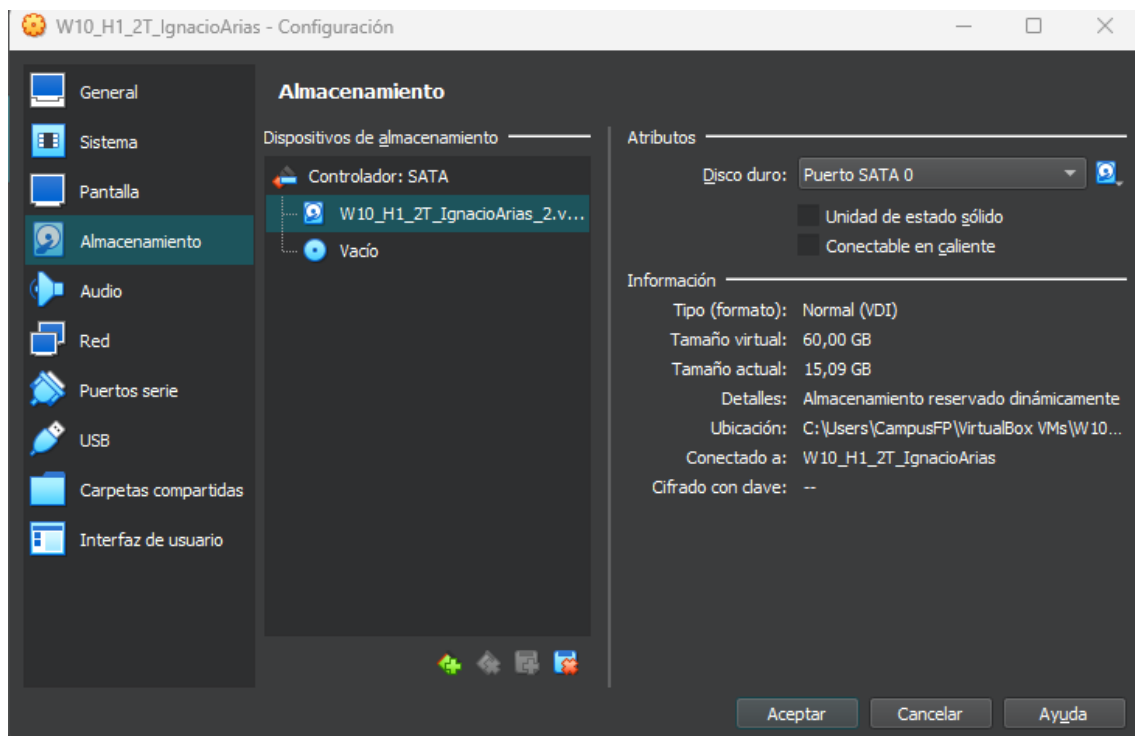 W10_H1_2T_IgnacioArias - Configuración
General
Sistema
Pantalla
Almacenamiento
Audio
Red
Puertos serie
USB
Carpetas compartidas
Interfaz de usuario
Almacenamiento
Dispositivos de almacenamiento
Controlador: SATA
W10_H1_2T_IgnacioArias_2.v...
Vacío
Atributos
Disco duro: Puerto SATA 0
Unidad de estado sólido
Conectable en caliente
Información
Tipo (formato): Normal (VDI)
Tamaño virtual: 60,00 GB
Tamaño actual: 15,09 GB
Detalles: Almacenamiento reservado dinámicamente
Ubicación: C:\Users\CampusFP\VirtualBox VMs\W10...
Conectado a: W10_H1_2T_IgnacioArias
Cifrado con clave: --
Aceptar Cancelar Ayuda